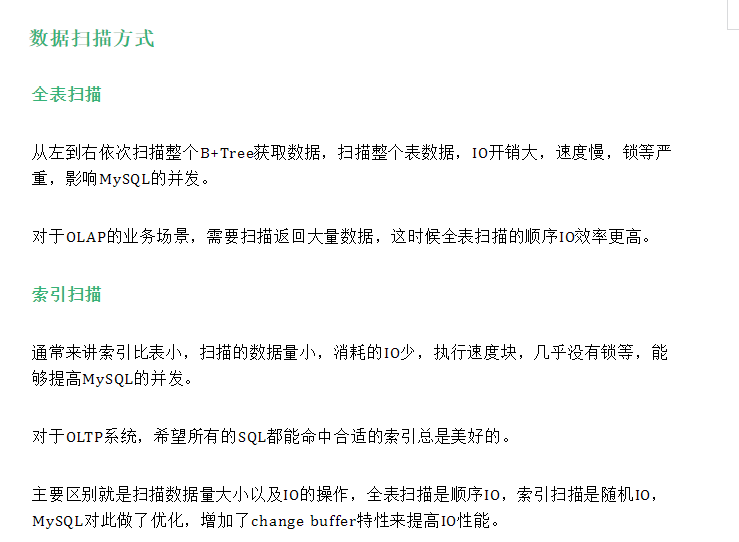 数据扫描方式
全表扫描
从左到右依次扫描整个B+Tree获取数据，扫描整个表数据，IO开销大，速度慢，锁等严
重，影响MySQL的并发。
对于OLAP的业务场景，需要扫描返回大量数据，这时候全表扫描的顺序IO效率更高。
索引扫描
通常来讲索引比表小，扫描的数据量小，消耗的IO少，执行速度块，几乎没有锁等，能
够提高MySQL的并发。
对于OLTP系统，希望所有的SQL都能命中合适的索引总是美好的。
主要区别就是扫描数据量大小以及IO的操作，全表扫描是顺序IO，索引扫描是随机IO，
MySQL对此做了优化，增加了change buffer特性来提高IO性能。